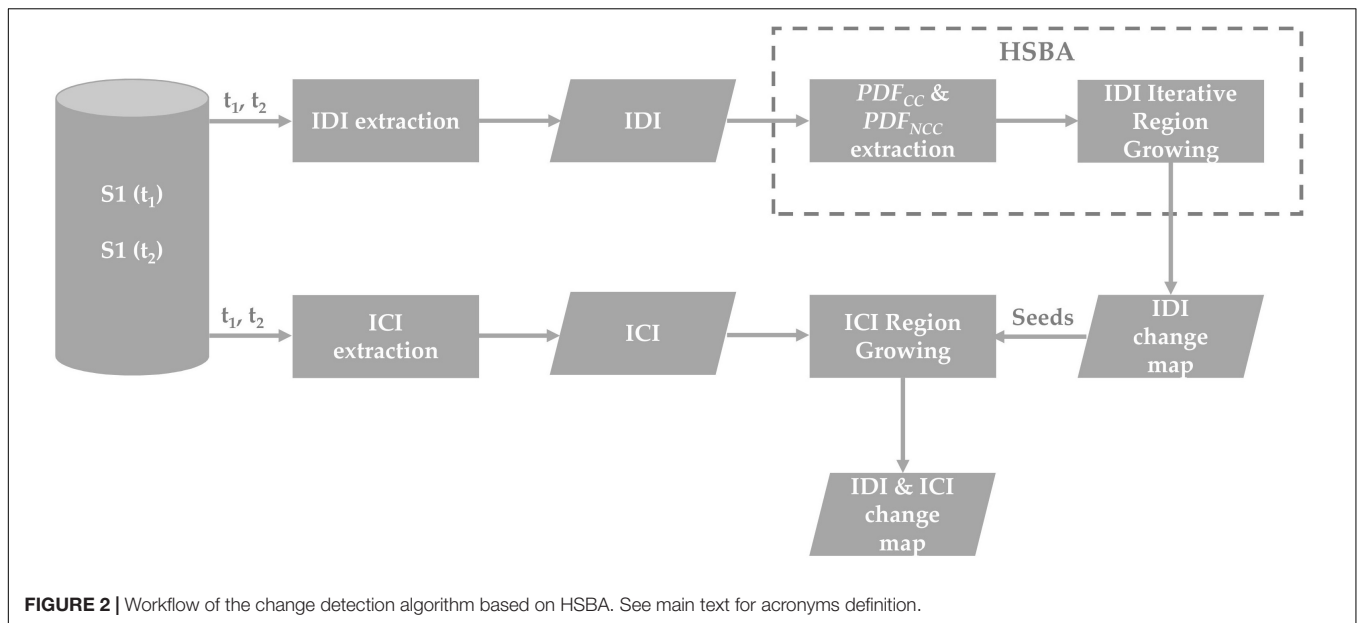 HSBA
t1, t2
IDI extraction
IDI
PDFCC &
PDFNCC
extraction
IDI Iterative
Region
Growing
S1 (t1)
S1 (t2)
t1, t2
ICI
extraction
ICI
ICI Region
Growing
Seeds
IDI
change
map
IDI & ICI
change
map
FIGURE 2 | Workflow of the change detection algorithm based on HSBA. See main text for acronyms definition.